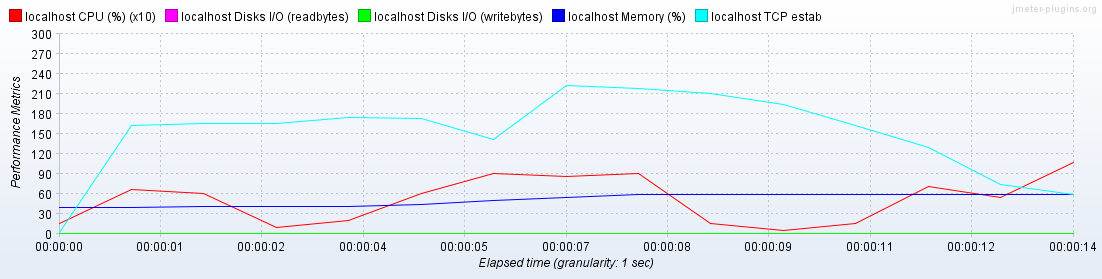 localhost CPU (%) (x10) localhost Disks I/O (readbytes) localhost Disks I/O (writebytes) localhost Memory (%) localhost TCP estab
jmeter-plugins.org
Performance Metrics
300
270
240
210
180
150
120
90
60
30
0
00:00:00 00:00:01 00:00:02 00:00:04 00:00:05 00:00:07 00:00:08 00:00:09 00:00:11 00:00:12 00:00:14
Elapsed time (granularity: 1 sec)